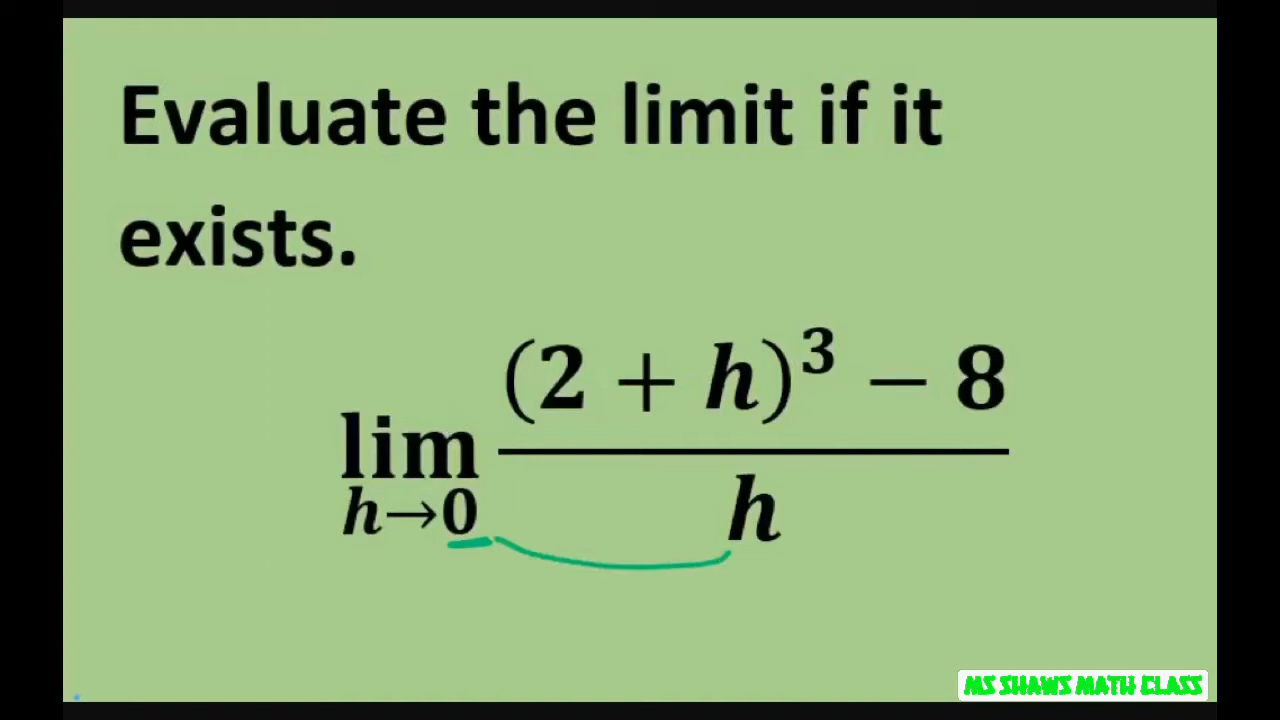 Evaluate the limit if it
exists.
lim h→0 ((2 + h)³ − 8)/h
MS SHAWS MATH CLASS